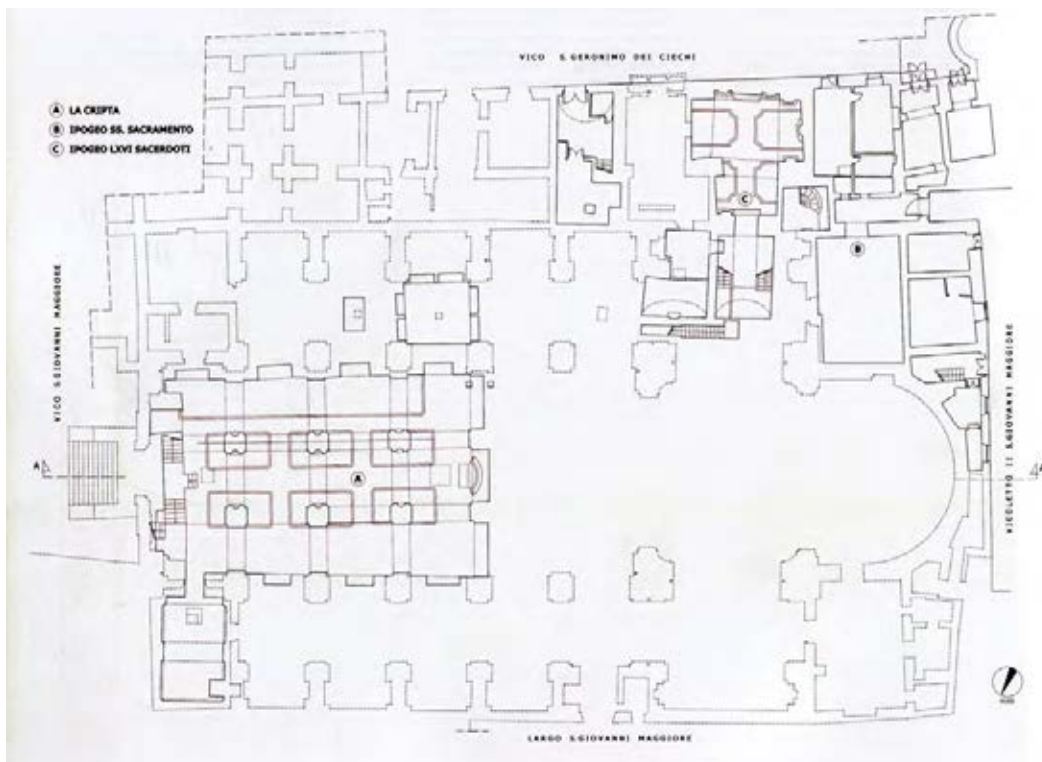 VICO S.GERONIMO DEI CIECHI
A LA CRIPTA
B IPOGEO SS. SACRAMENTO
C IPOGEO LXVI SACERDOTI
C
B
VICO S.GIOVANNI MAGGIORE
VICOLETTO II S.GIOVANNI MAGGIORE
A
A
A
LARGO S.GIOVANNI MAGGIORE